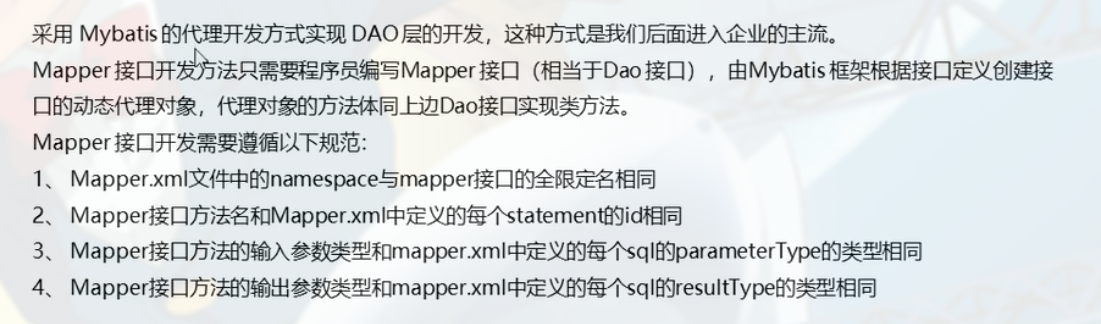 采用 Mybatis 的代理开发方式实现 DAO 层的开发，这种方式是我们后面进入企业的主流。
Mapper 接口开发方法只需要程序员编写Mapper 接口（相当于Dao 接口），由Mybatis 框架根据接口定义创建接
口的动态代理对象，代理对象的方法体同上边Dao接口实现类方法。
Mapper 接口开发需要遵循以下规范:
1、 Mapper.xml文件中的namespace与mapper接口的全限定名相同
2、 Mapper接口方法名和Mapper.xml中定义的每个statement的id相同
3、 Mapper接口方法的输入参数类型和mapper.xml中定义的每个sql的parameterType的类型相同
4、 Mapper接口方法的输出参数类型和mapper.xml中定义的每个sql的resultType的类型相同